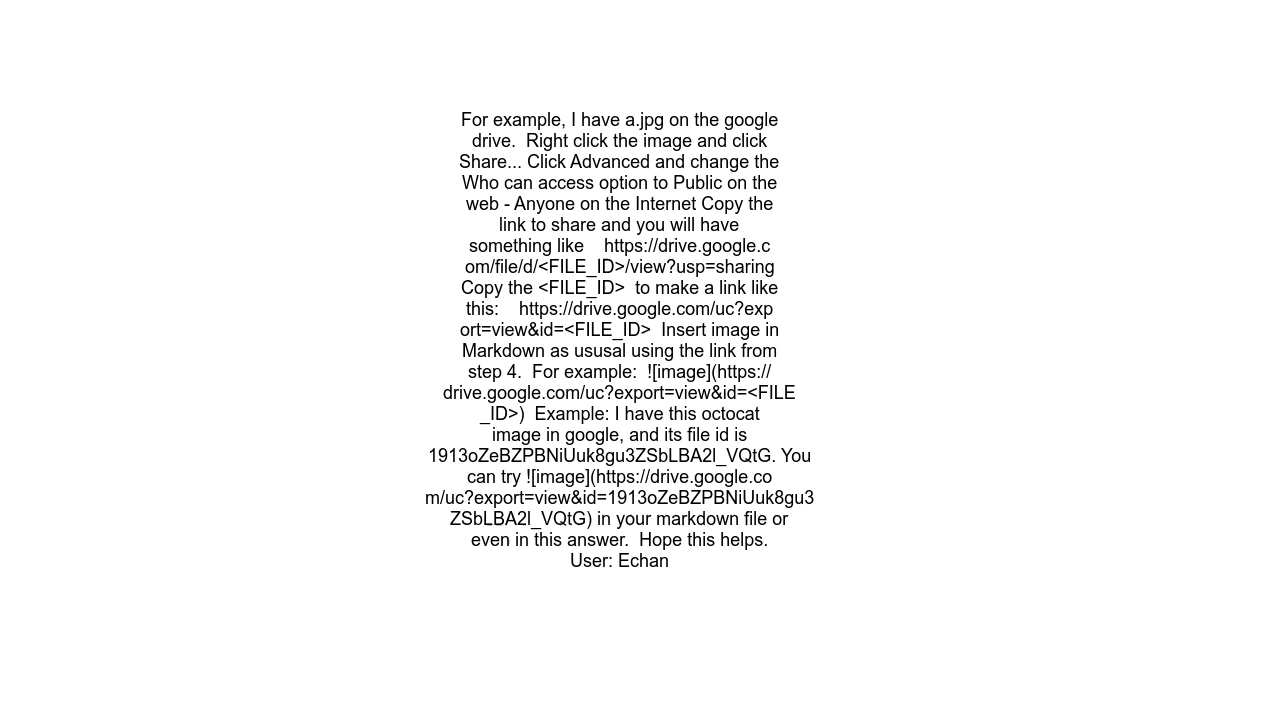 For example, I have a.jpg on the google
drive.  Right click the image and click
Share... Click Advanced and change the
Who can access option to Public on the
web - Anyone on the Internet Copy the
link to share and you will have
something like    https://drive.google.c
om/file/d/<FILE_ID>/view?usp=sharing
Copy the <FILE_ID>  to make a link like
this:    https://drive.google.com/uc?exp
ort=view&id=<FILE_ID>  Insert image in
Markdown as ususal using the link from
step 4.  For example:  ![image](https://
drive.google.com/uc?export=view&id=<FILE
_ID>)  Example: I have this octocat
image in google, and its file id is
1913oZeBZPBNiUuk8gu3ZSbLBA2l_VQtG. You
can try ![image](https://drive.google.co
m/uc?export=view&id=1913oZeBZPBNiUuk8gu3
ZSbLBA2l_VQtG) in your markdown file or
even in this answer.  Hope this helps.
User: Echan